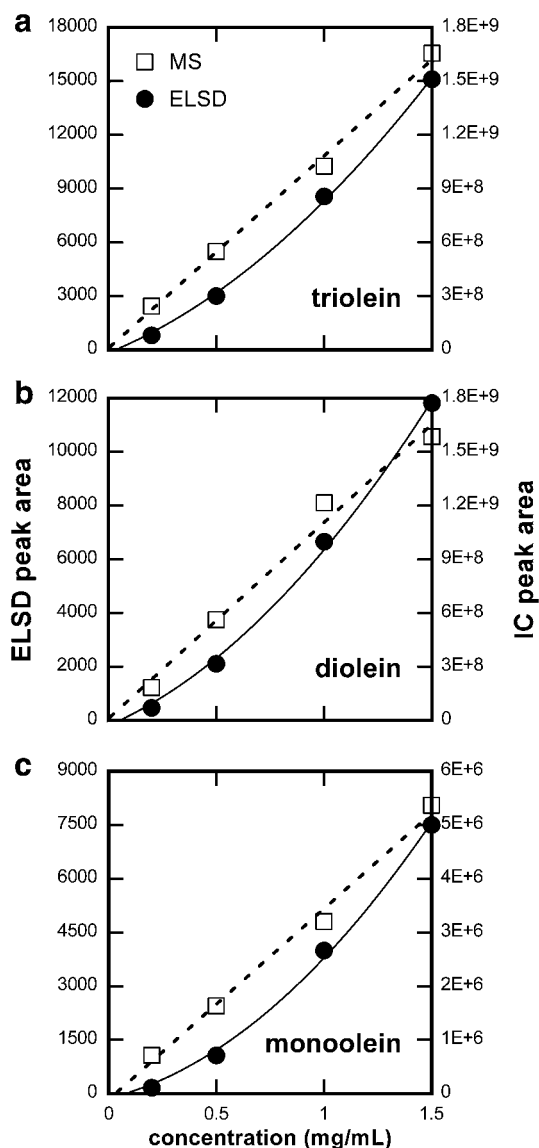 a
18000
15000
12000
9000
6000
3000
0
1.8E+9
1.5E+9
1.2E+9
9E+8
6E+8
3E+8
0
MS
ELSD
triolein
b
12000
10000
8000
6000
4000
2000
0
1.8E+9
1.5E+9
1.2E+9
9E+8
6E+8
3E+8
0
diolein
ELSD peak area
IC peak area
c
9000
7500
6000
4500
3000
1500
0
6E+6
5E+6
4E+6
3E+6
2E+6
1E+6
0
monoolein
0 0.5 1 1.5
concentration (mg/mL)